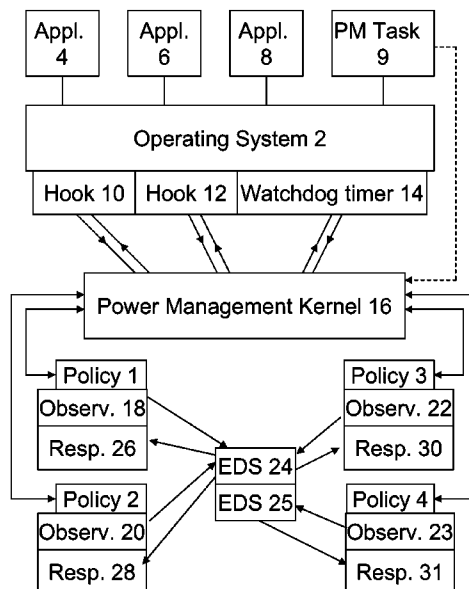 Appl. 4
Appl. 6
Appl. 8
PM Task 9
Operating System 2
Hook 10
Hook 12
Watchdog timer 14
Power Management Kernel 16
Policy 1
Observ. 18
Resp. 26
Policy 3
Observ. 22
Resp. 30
EDS 24
EDS 25
Policy 2
Observ. 20
Resp. 28
Policy 4
Observ. 23
Resp. 31